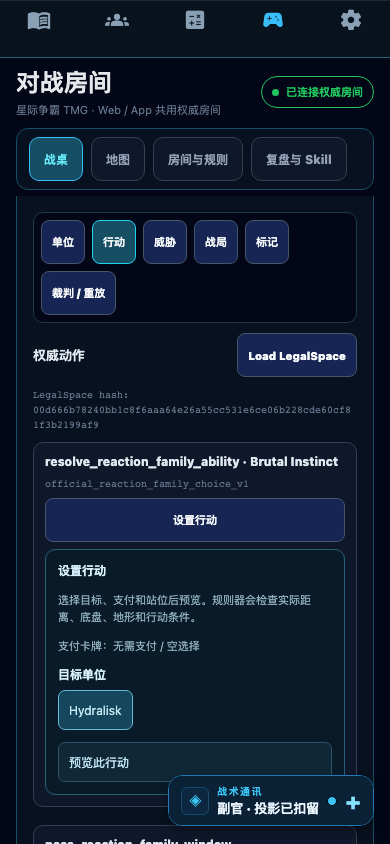 对战房间
已连接权威房间
星际争霸 TMG · Web / App 共用权威房间
战桌
地图
房间与规则
复盘与 Skill
单位
行动
威胁
战局
标记
裁判 / 重放
权威动作
Load LegalSpace
LegalSpace hash:
00d666b78240bb1c8f6aaa64e26a55cc531e6ce06b228cde60cf8
1f3b2199af9
resolve_reaction_family_ability · Brutal Instinct
official_reaction_family_choice_v1
设置行动
设置行动
选择目标、支付和站位后预览。规则器会检查实际距
离、底盘、地形和行动条件。
支付卡牌：无需支付 / 空选择
目标单位
Hydralisk
预览此行动
战术通讯
副官 · 投影已扣留
pass_reaction_family_window